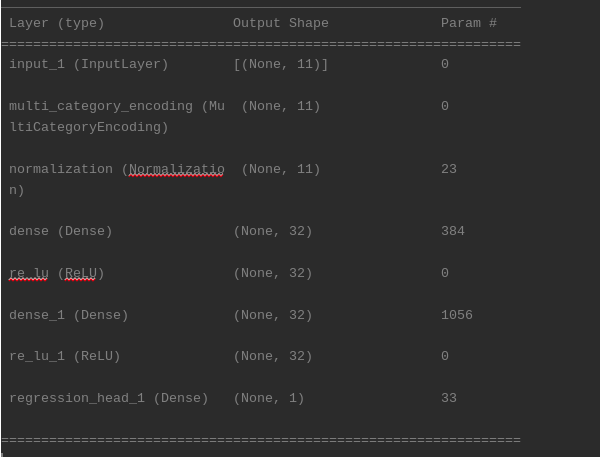 Layer (type) Output Shape Param #
=================================================================
input_1 (InputLayer) [(None, 11)] 0
multi_category_encoding (Mu (None, 11) 0
ltiCategoryEncoding)
normalization (Normalizatio (None, 11) 23
n)
dense (Dense) (None, 32) 384
re_lu (ReLU) (None, 32) 0
dense_1 (Dense) (None, 32) 1056
re_lu_1 (ReLU) (None, 32) 0
regression_head_1 (Dense) (None, 1) 33
=================================================================